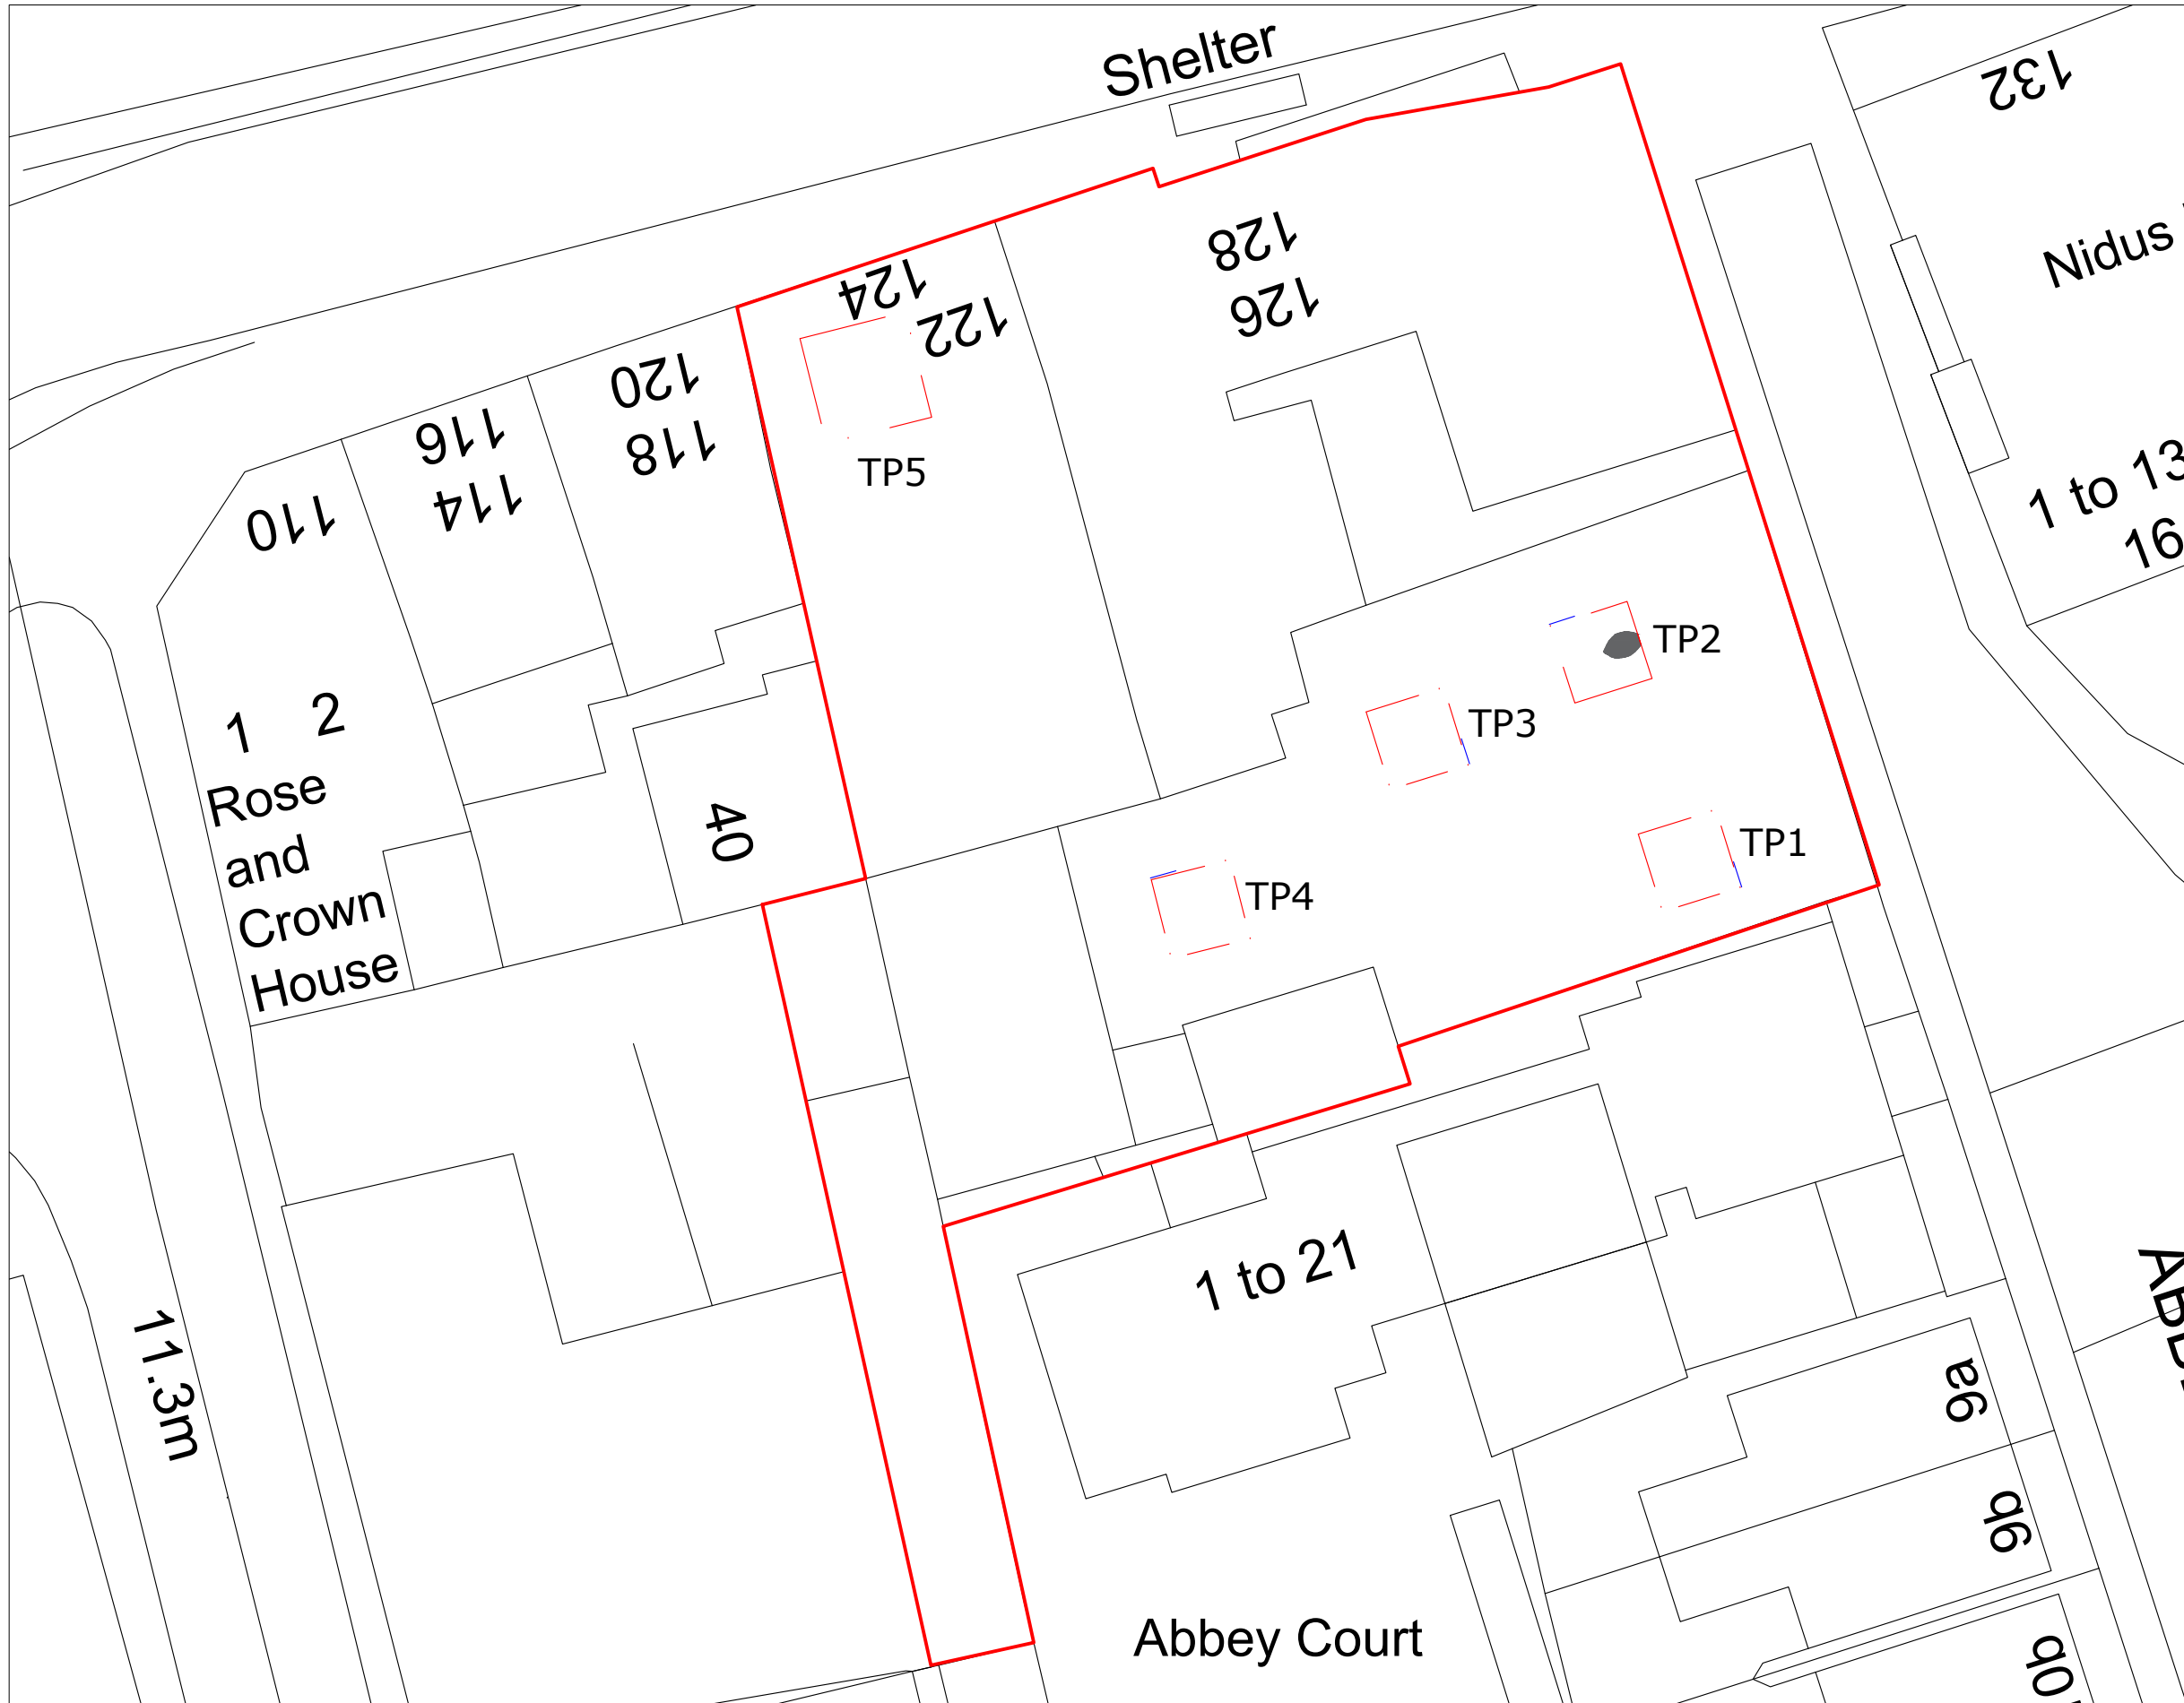 Shelter
132
Nidus
128
126
124
122
120
118
116
114
110
TP5
1 to 13
16
TP2
TP3
TP1
TP4
40
1 2
Rose
and
Crown
House
1 to 21
11.3m
9a
9b
Abbey Court